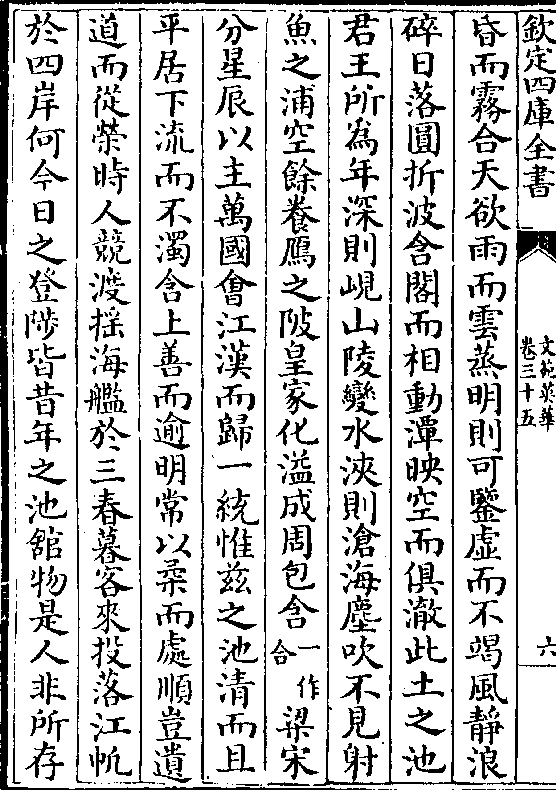 欽定四庫全書
文苑英華
卷三十五
六
昏而霧合天欲雨而雲蒸明則可鑒虚而不竭風靜浪
碎日落圓折波含閣而相動潭映空而俱澈此土之池
君王所為年深則峴山陵變水浹則滄海塵吹不見射
魚之浦空餘養鴈之陂皇家化溢成周包含一作合梁宋
分星辰以主萬國㑹江漢而歸一統惟兹之池清而且
平居下流而不濁含上善而逾明常以柔而處順豈遺
道而從榮時人競渡揺海艦於三春暮客來投落江帆
於四岸何今日之登陟皆昔年之池舘物是人非所存